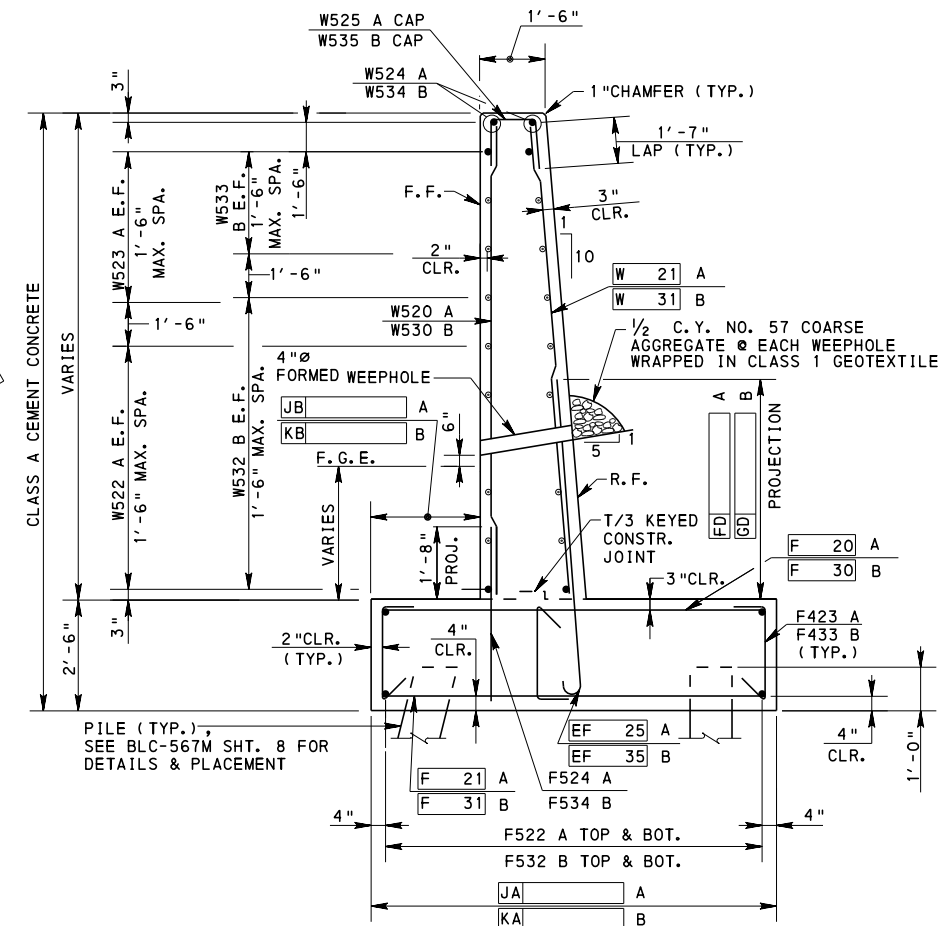 W525 A CAP
W535 B CAP
1'-6"
W524 A
W534 B
1"CHAMFER (TYP.)
3"
1'-7"
LAP (TYP.)
F.F.
3"
CLR.
1
10
2"
CLR.
W523 A E.F.
1'-6"
MAX. SPA.
W533
B E.F.
1'-6"
MAX. SPA.
1'-6"
1'-6"
1'-6"
W 21 A
W 31 B
W520 A
W530 B
1/2 C.Y. NO. 57 COARSE
AGGREGATE @ EACH WEEPHOLE
WRAPPED IN CLASS 1 GEOTEXTILE
4"Ø
FORMED WEEPHOLE
JB A
KB B
6"
5
1
F.G.E.
CLASS A CEMENT CONCRETE
VARIES
W522 A E.F.
1'-6" MAX. SPA.
W532 B E.F.
1'-6" MAX. SPA.
VARIES
1'-8"
PROJ.
R.F.
FD A
GD B
PROJECTION
T/3 KEYED
CONSTR.
JOINT
F 20 A
F 30 B
3"CLR.
2'-6"
3"
2"CLR.
(TYP.)
4"
CLR.
F423 A
F433 B
(TYP.)
PILE (TYP.),
SEE BLC-567M SHT. 8 FOR
DETAILS & PLACEMENT
EF 25 A
EF 35 B
4"
CLR.
1'-0"
F 21 A
F 31 B
F524 A
F534 B
4"
F522 A TOP & BOT.
F532 B TOP & BOT.
4"
JA A
KA B